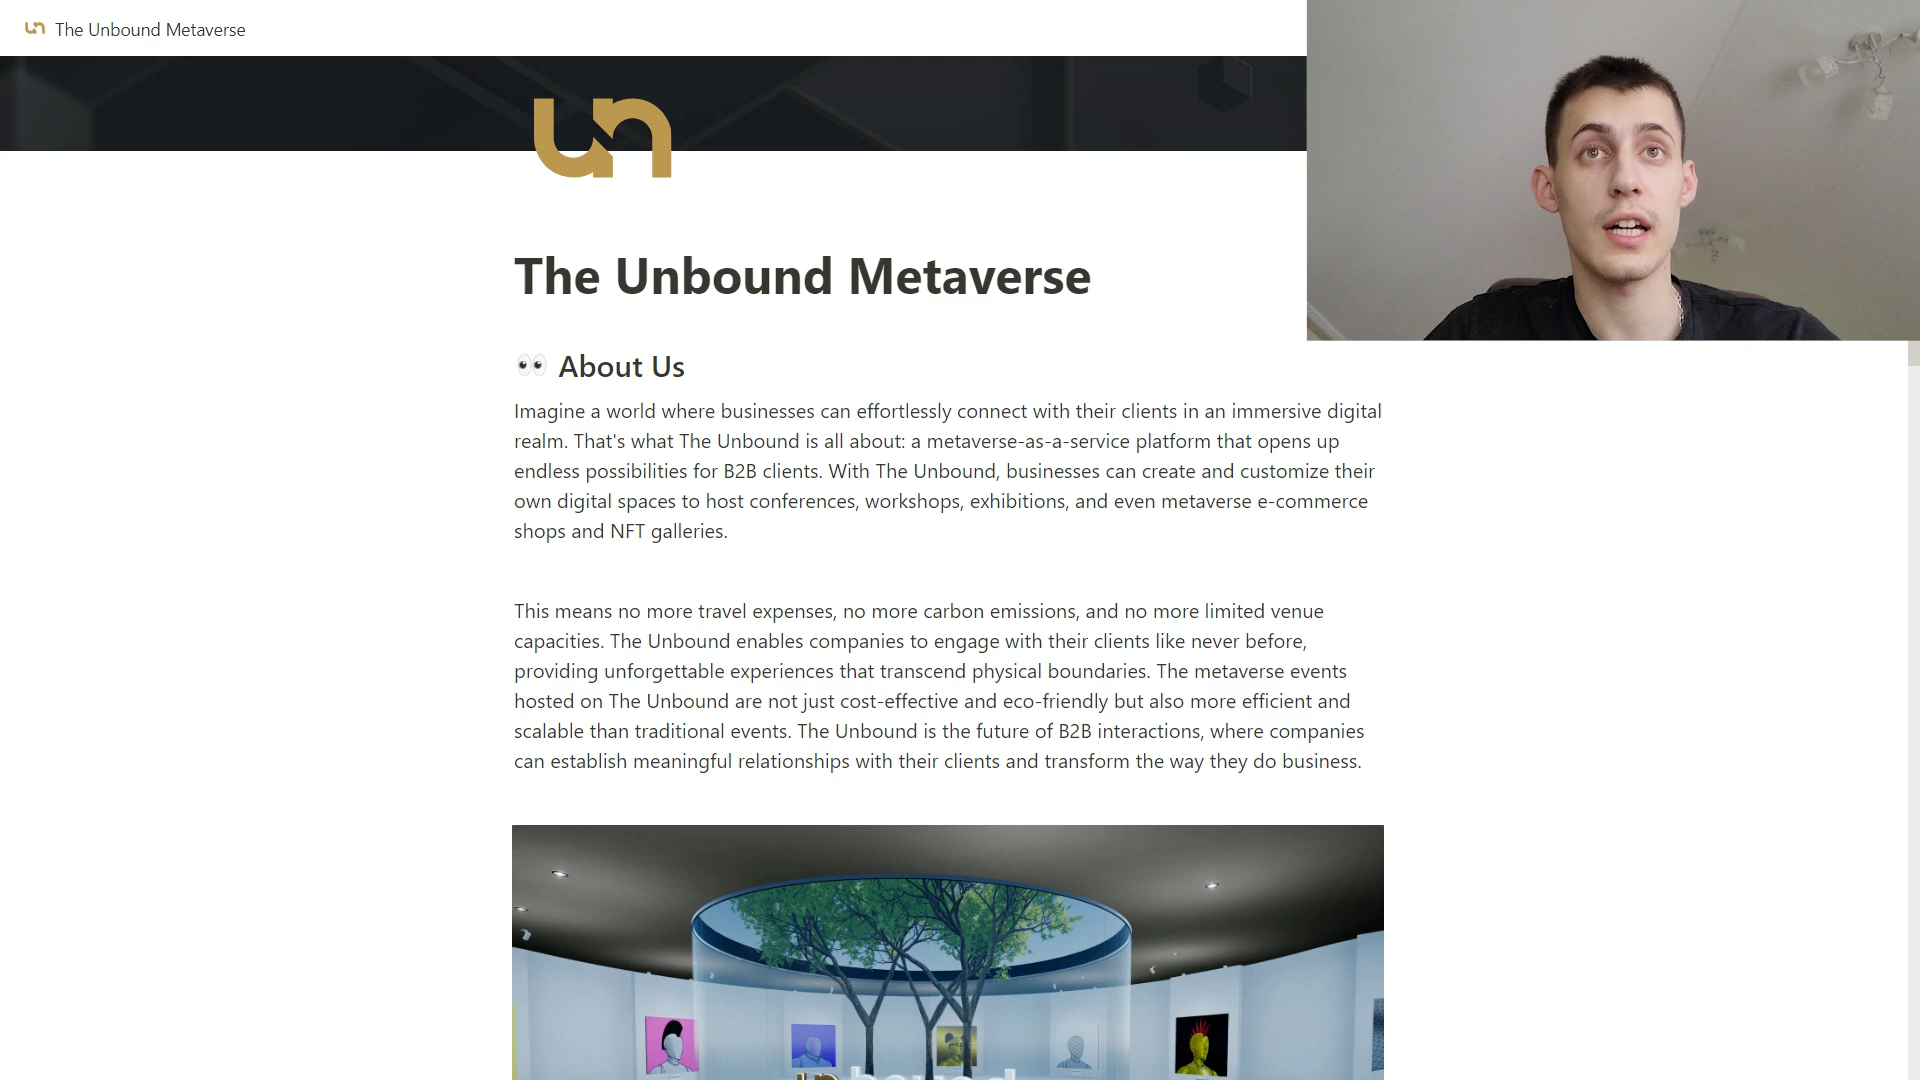 The Unbound Metaverse
un
The Unbound Metaverse
👀 About Us
Imagine a world where businesses can effortlessly connect with their clients in an immersive digital
realm. That's what The Unbound is all about: a metaverse-as-a-service platform that opens up
endless possibilities for B2B clients. With The Unbound, businesses can create and customize their
own digital spaces to host conferences, workshops, exhibitions, and even metaverse e-commerce
shops and NFT galleries.
This means no more travel expenses, no more carbon emissions, and no more limited venue
capacities. The Unbound enables companies to engage with their clients like never before,
providing unforgettable experiences that transcend physical boundaries. The metaverse events
hosted on The Unbound are not just cost-effective and eco-friendly but also more efficient and
scalable than traditional events. The Unbound is the future of B2B interactions, where companies
can establish meaningful relationships with their clients and transform the way they do business.